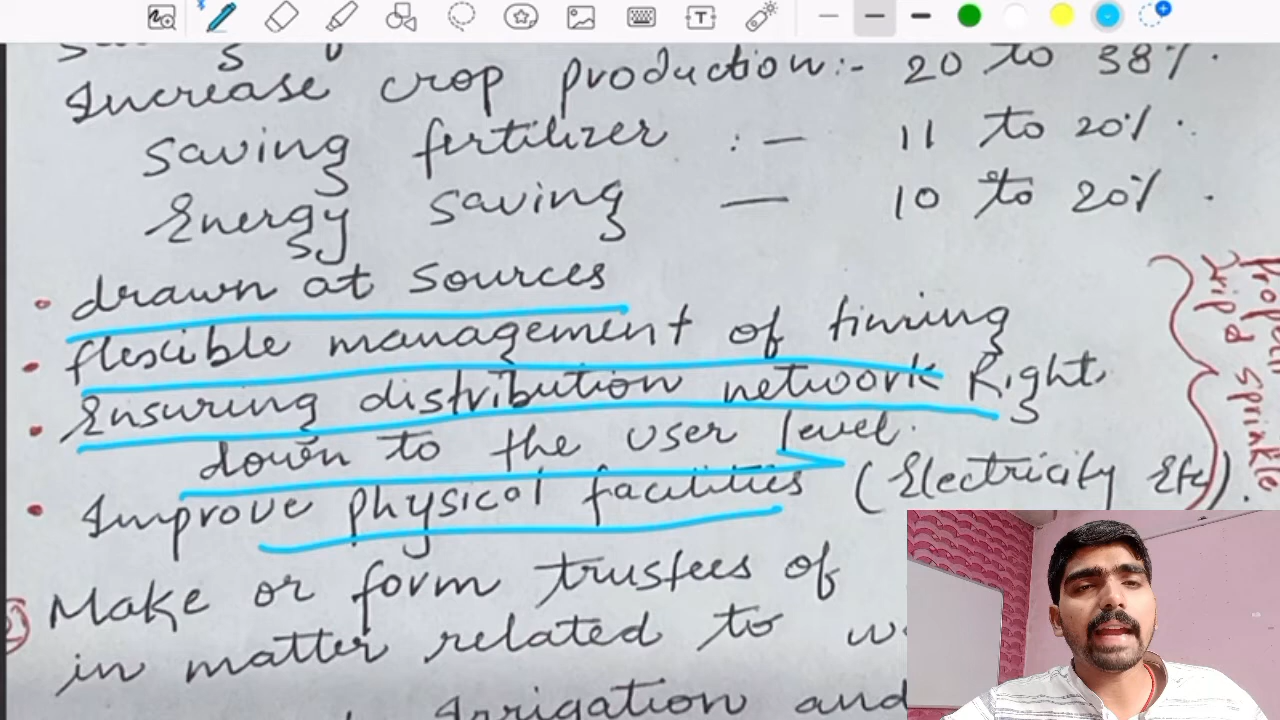 Increase crop production:- 20 to 38%.
Saving fertilizer :- 11 to 20%.
Energy saving - 10 to 20%.
• drawn at Sources
• flexible management of timing
• Ensuring distribution network Right
down to the user level.
• Improve physical facilities (Electricity Etc).
Make or form trustees of
in matter related to
Irrigation and